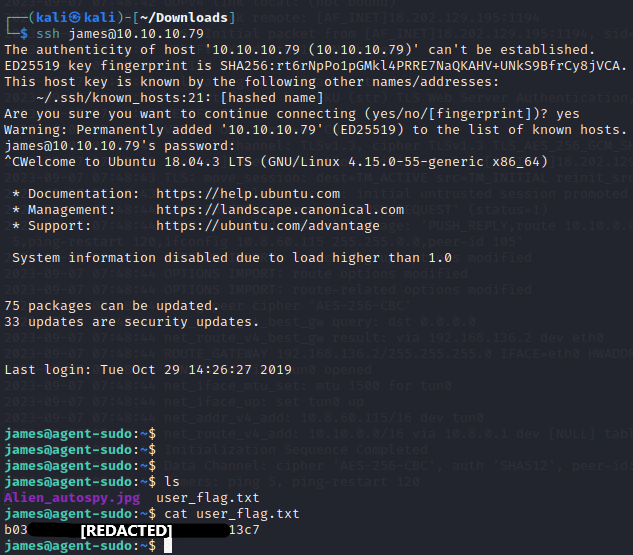 ┌──(kali㉿kali)-[~/Downloads]
└─$ ssh james@10.10.10.79
The authenticity of host '10.10.10.79 (10.10.10.79)' can't be established.
ED25519 key fingerprint is SHA256:rt6rNpPo1pGMkl4PRRE7NaQKAHV+UNkS9BfrCy8jVCA.
This host key is known by the following other names/addresses:
    ~/.ssh/known_hosts:21: [hashed name]
Are you sure you want to continue connecting (yes/no/[fingerprint])? yes
Warning: Permanently added '10.10.10.79' (ED25519) to the list of known hosts.
james@10.10.10.79's password:
^CWelcome to Ubuntu 18.04.3 LTS (GNU/Linux 4.15.0-55-generic x86_64)
 * Documentation:  https://help.ubuntu.com
 * Management:     https://landscape.canonical.com
 * Support:        https://ubuntu.com/advantage
 System information disabled due to load higher than 1.0
75 packages can be updated.
33 updates are security updates.
Last login: Tue Oct 29 14:26:27 2019
james@agent-sudo:~$
james@agent-sudo:~$
james@agent-sudo:~$
james@agent-sudo:~$ ls
Alien_autospy.jpg  user_flag.txt
james@agent-sudo:~$ cat user_flag.txt
b03 [REDACTED] 13c7
james@agent-sudo:~$